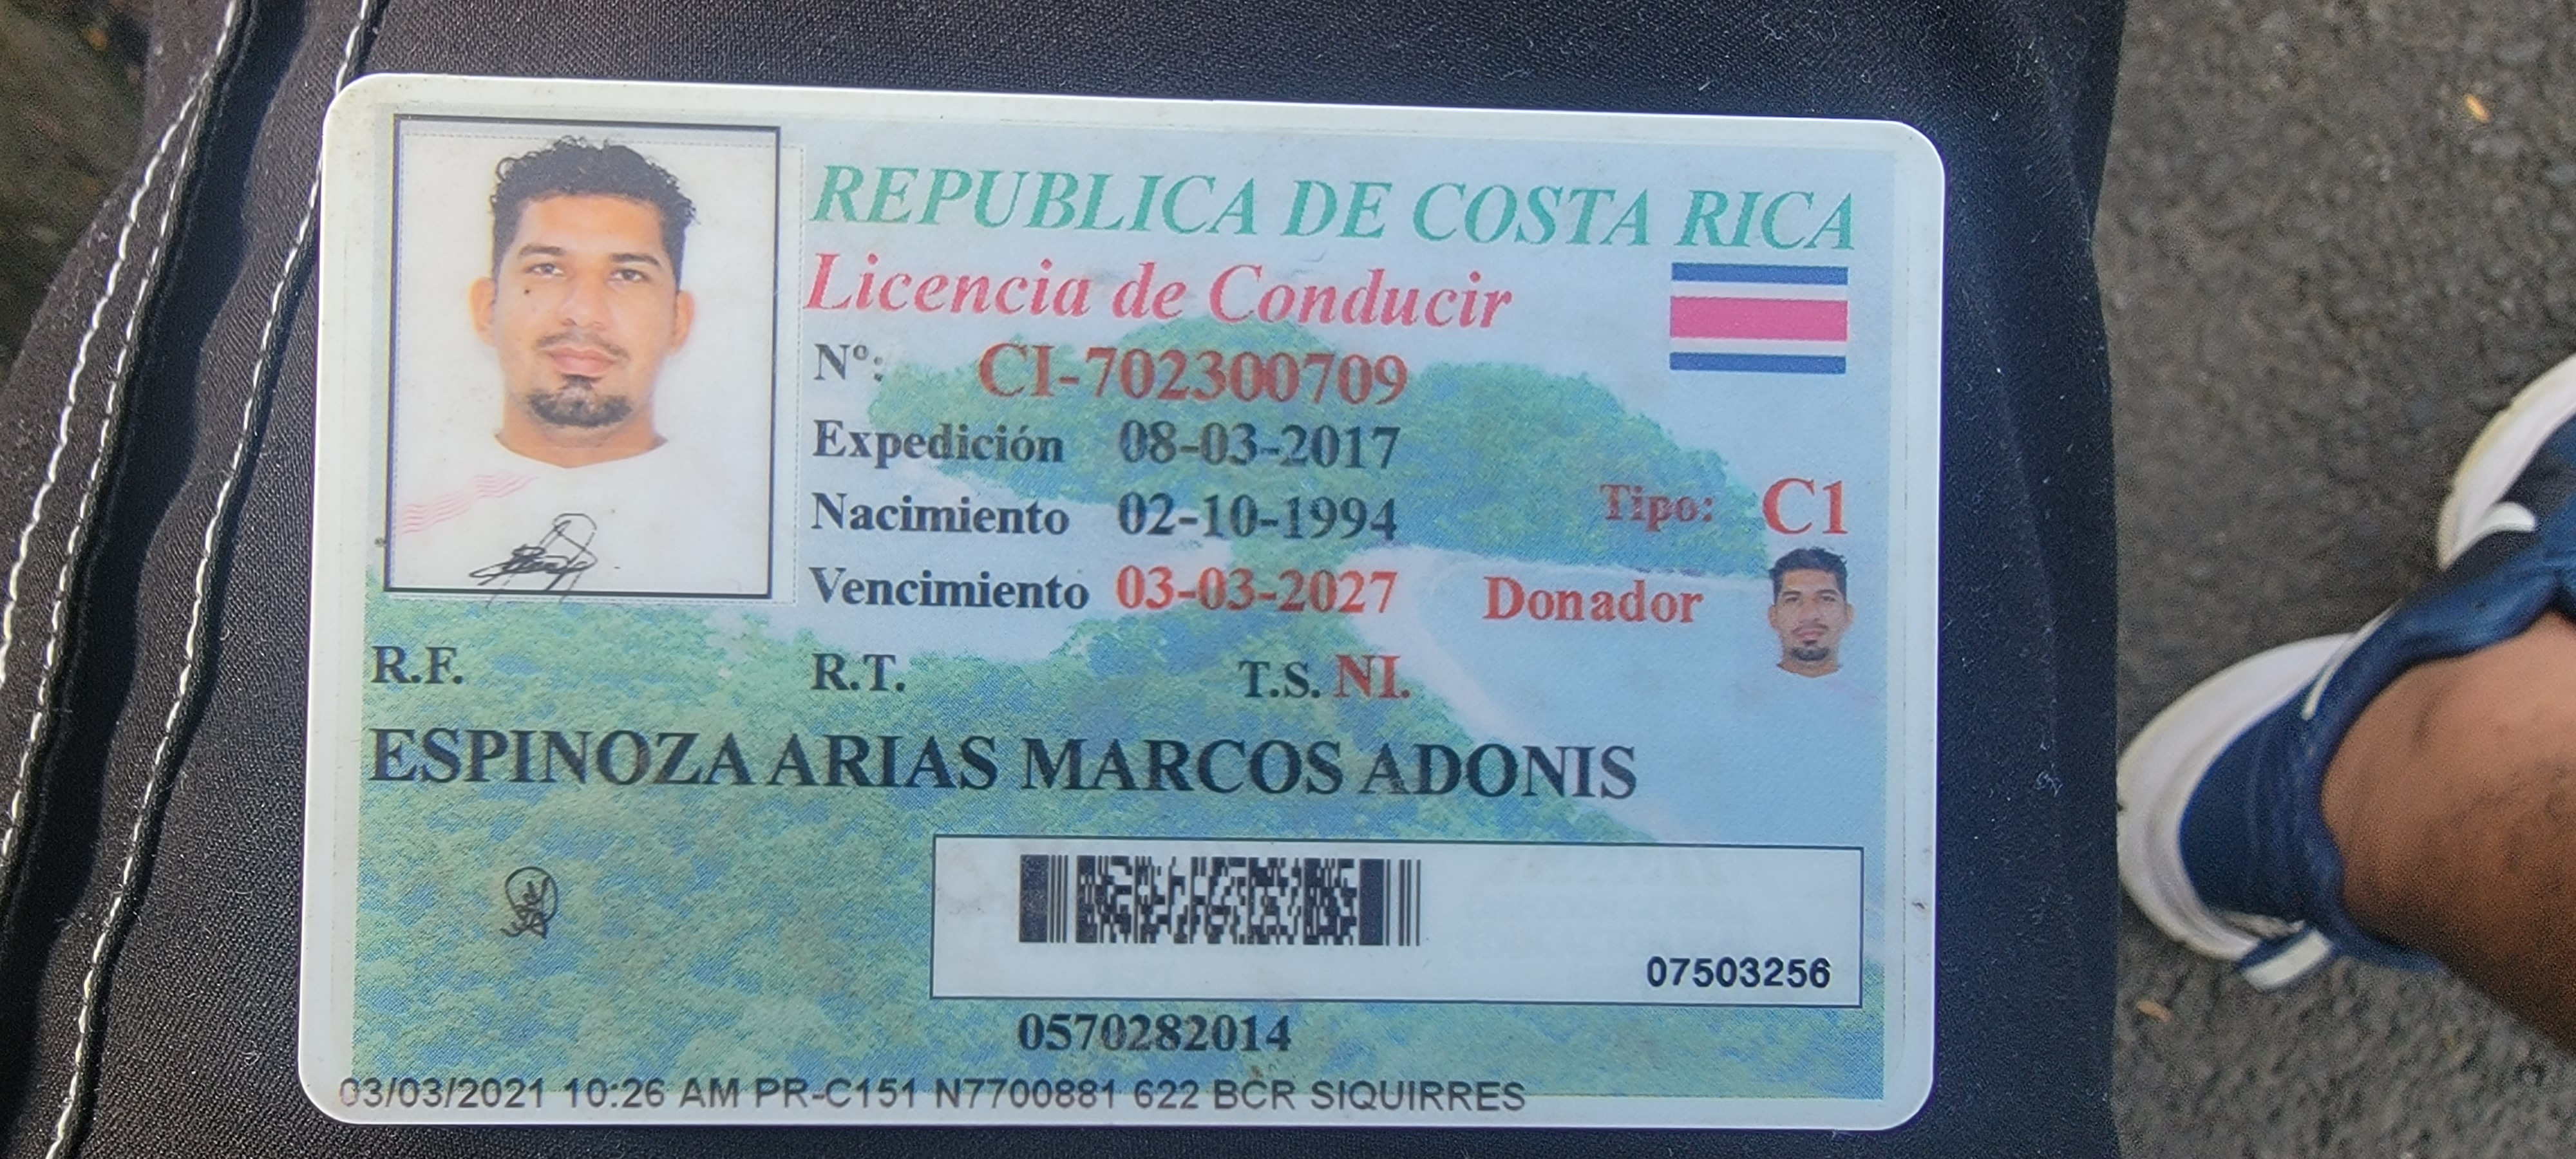 REPUBLICA DE COSTA RICA
Licencia de Conducir
Nº: CI-702300709
Expedición 08-03-2017
Nacimiento 02-10-1994
Tipo: C1
Vencimiento 03-03-2027 Donador
R.F. R.T. T.S. NI.
ESPINOZA ARIAS MARCOS ADONIS
07503256
0570282014
03/03/2021 10:26 AM PR-C151 N7700881 622 BCR SIQUIRRES